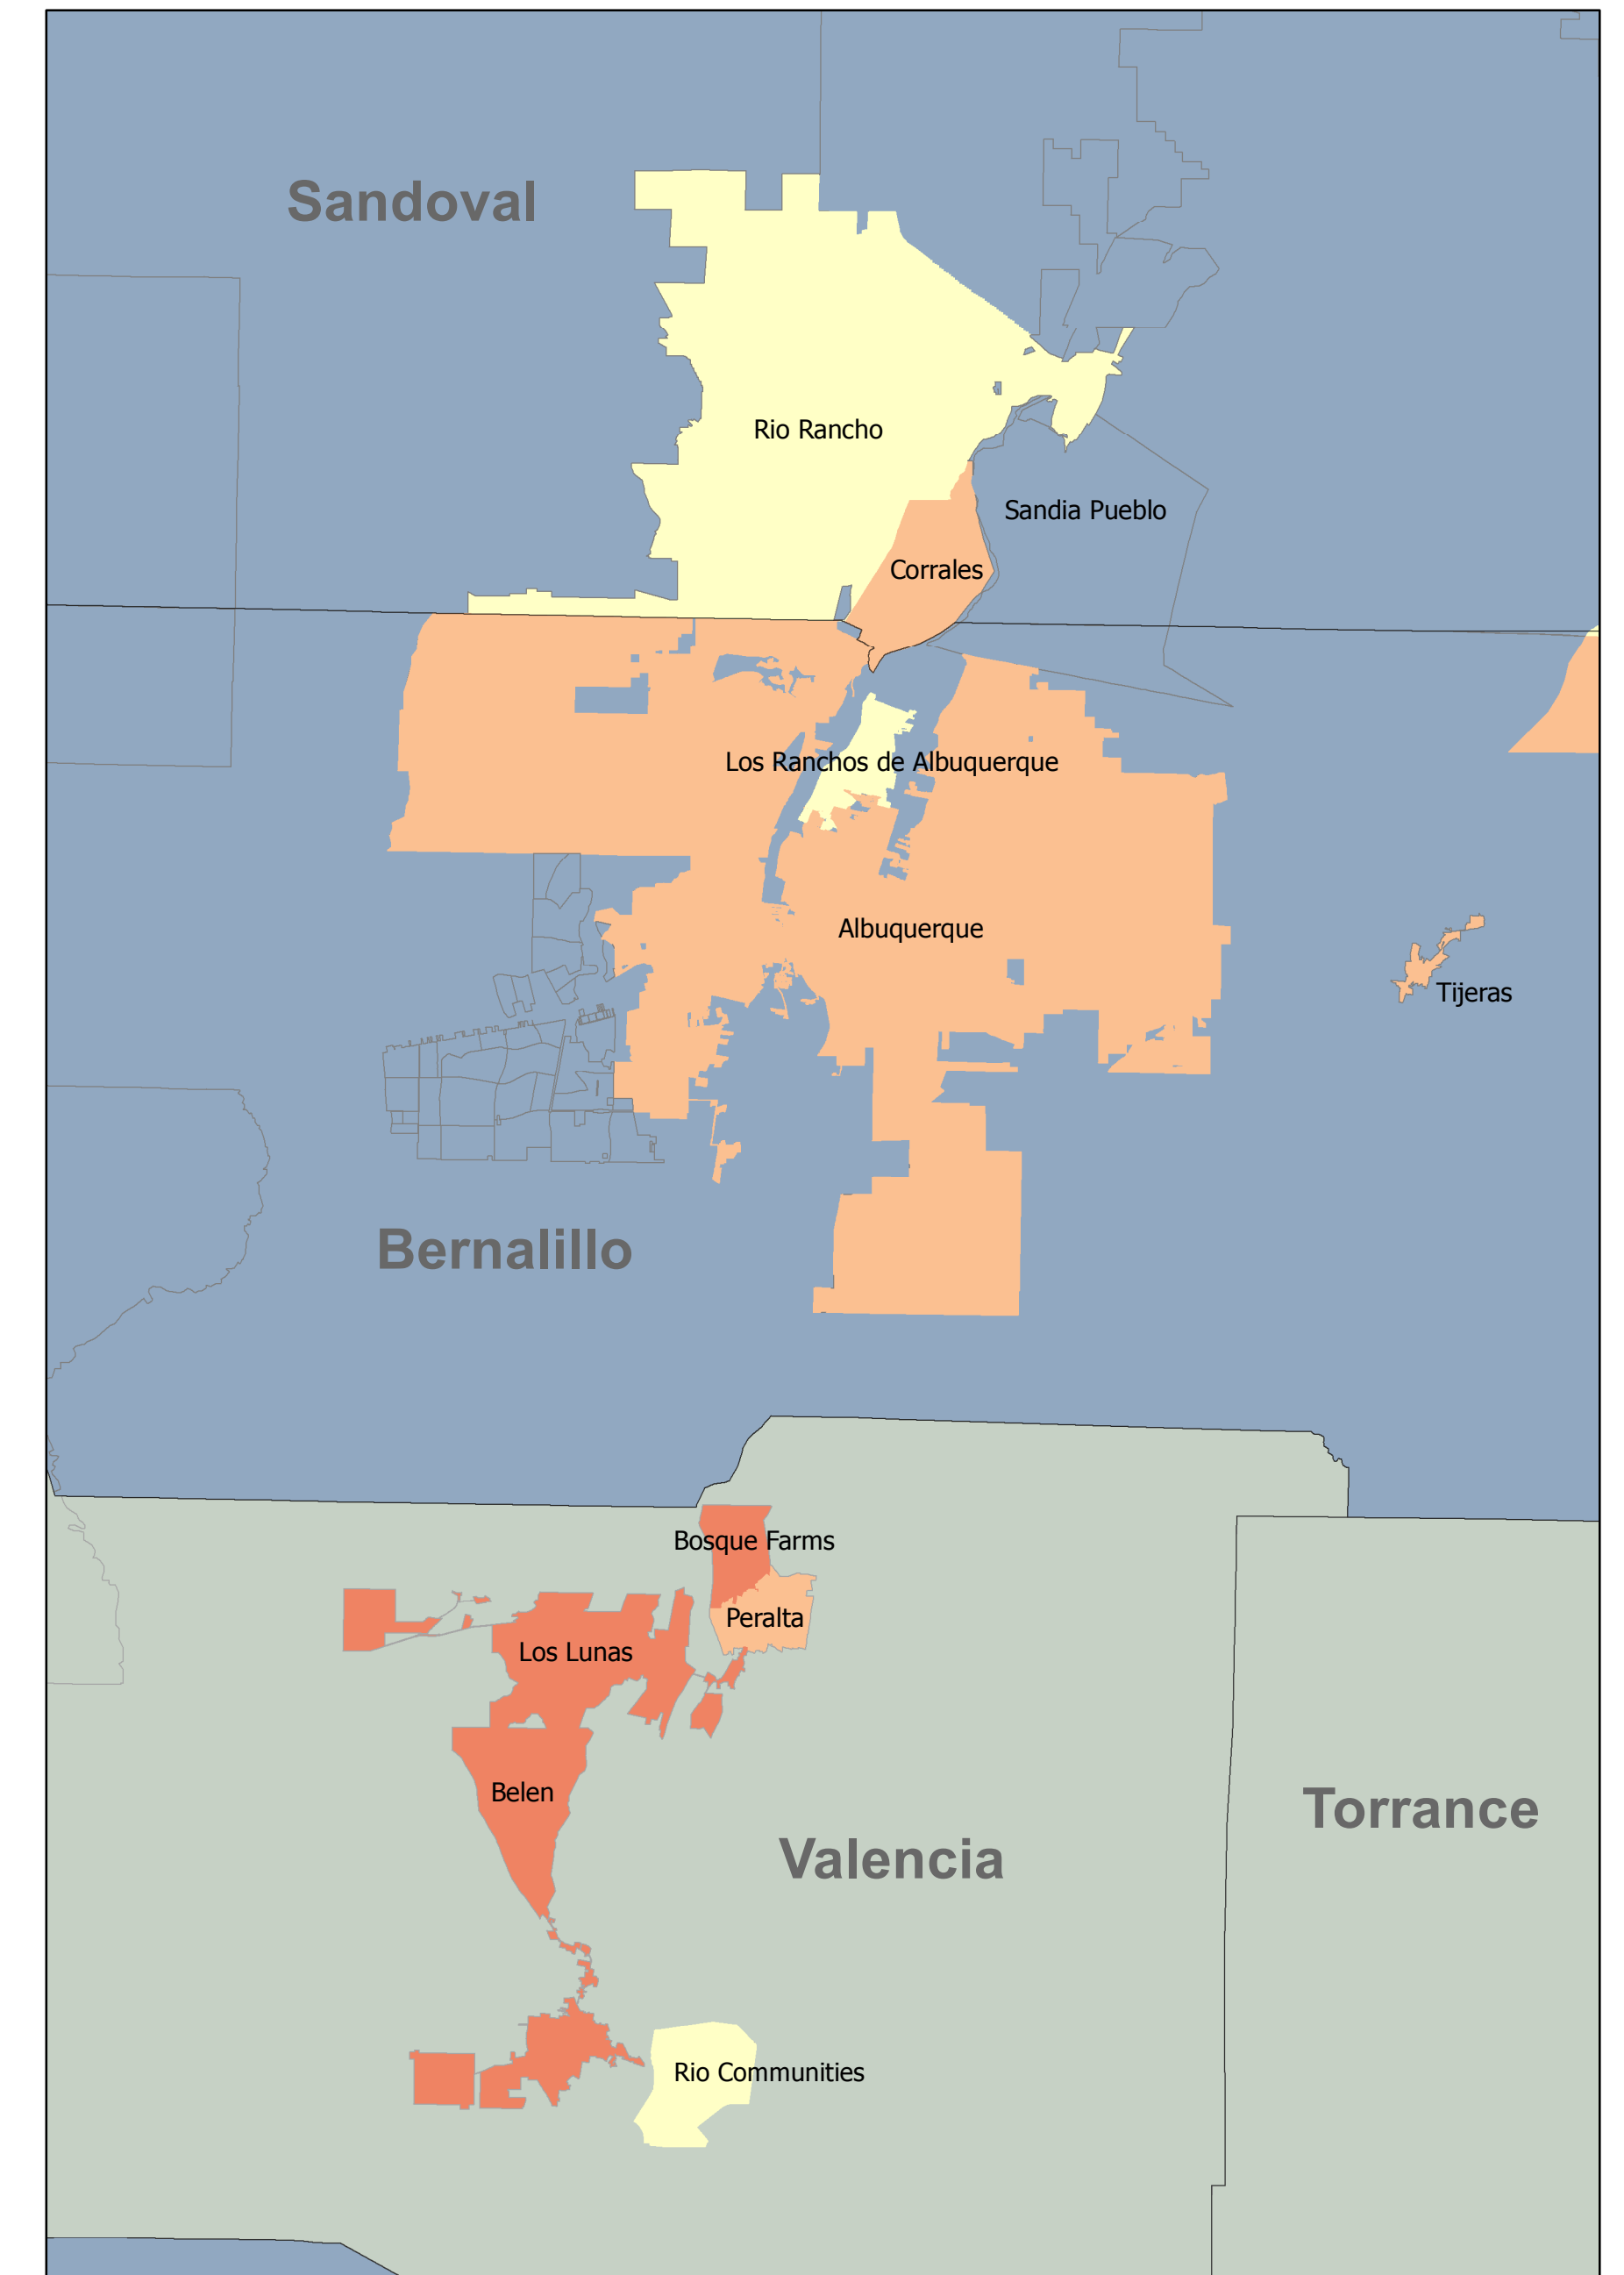 Sandoval
Rio Rancho
Sandia Pueblo
Corrales
Los Ranchos de Albuquerque
Albuquerque
Tijeras
Bernalillo
Bosque Farms
Peralta
Los Lunas
Belen
Torrance
Valencia
Rio Communities